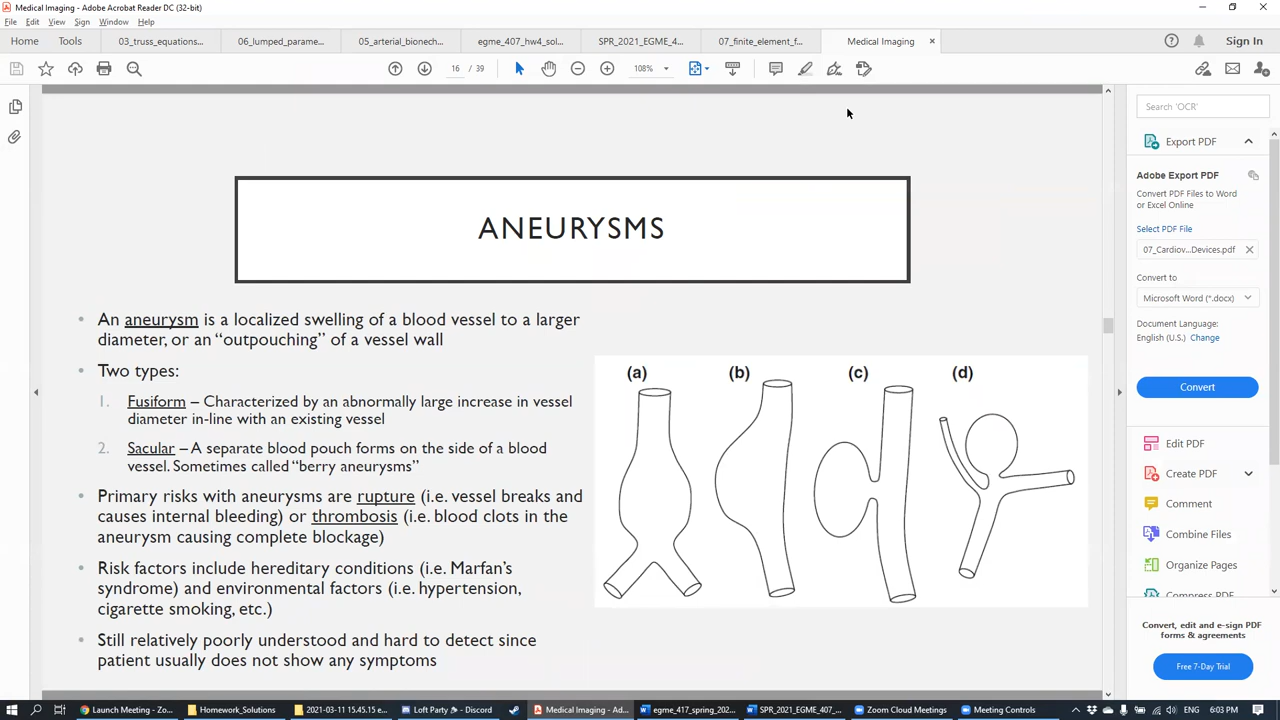 Medical Imaging - Adobe Acrobat Reader DC (32-bit)
File Edit View Sign Window Help
Home Tools 03_truss_equations... 06_lumped_parame... 05_arterial_bionech... egme_407_hw4_sol... SPR_2021_EGME_4... 07_finite_element_f... Medical Imaging × Sign In
16 / 39 108%
ANEURYSMS
• An aneurysm is a localized swelling of a blood vessel to a larger
diameter, or an “outpouching” of a vessel wall
• Two types:
1. Fusiform – Characterized by an abnormally large increase in vessel
diameter in-line with an existing vessel
2. Sacular – A separate blood pouch forms on the side of a blood
vessel. Sometimes called “berry aneurysms”
• Primary risks with aneurysms are rupture (i.e. vessel breaks and
causes internal bleeding) or thrombosis (i.e. blood clots in the
aneurysm causing complete blockage)
• Risk factors include hereditary conditions (i.e. Marfan’s
syndrome) and environmental factors (i.e. hypertension,
cigarette smoking, etc.)
• Still relatively poorly understood and hard to detect since
patient usually does not show any symptoms
(a) (b) (c) (d)
Search 'OCR'
Export PDF
Adobe Export PDF
Convert PDF Files to Word
or Excel Online
Select PDF File
07_Cardiov...Devices.pdf
Convert to
Microsoft Word (*.docx)
Document Language:
English (U.S.) Change
Convert
Edit PDF
Create PDF
Comment
Combine Files
Organize Pages
Compress PDF
Convert, edit and e-sign PDF
forms & agreements
Free 7-Day Trial
Launch Meeting - Zo... Homework_Solutions 2021-03-11 15.45.15 e... Loft Party - Discord Medical Imaging - Ad... egme_417_spring_202... SPR_2021_EGME_407_... Zoom Cloud Meetings Meeting Controls ENG 6:03 PM